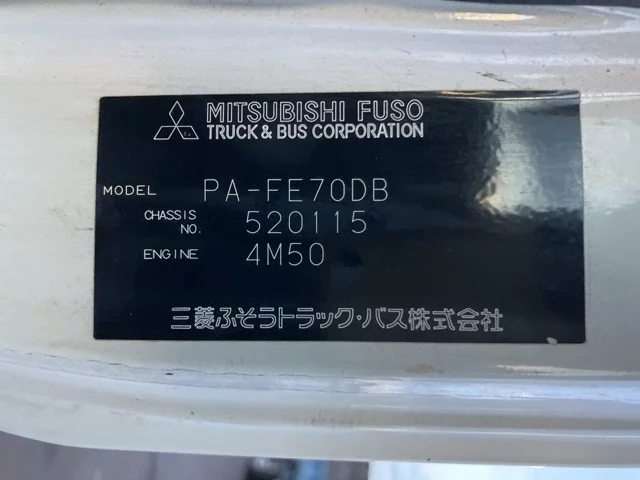 MITSUBISHI FUSO
TRUCK & BUS CORPORATION
MODEL PA-FE70DB
CHASSIS NO. 520115
ENGINE 4M50
三菱ふそうトラック・バス株式会社